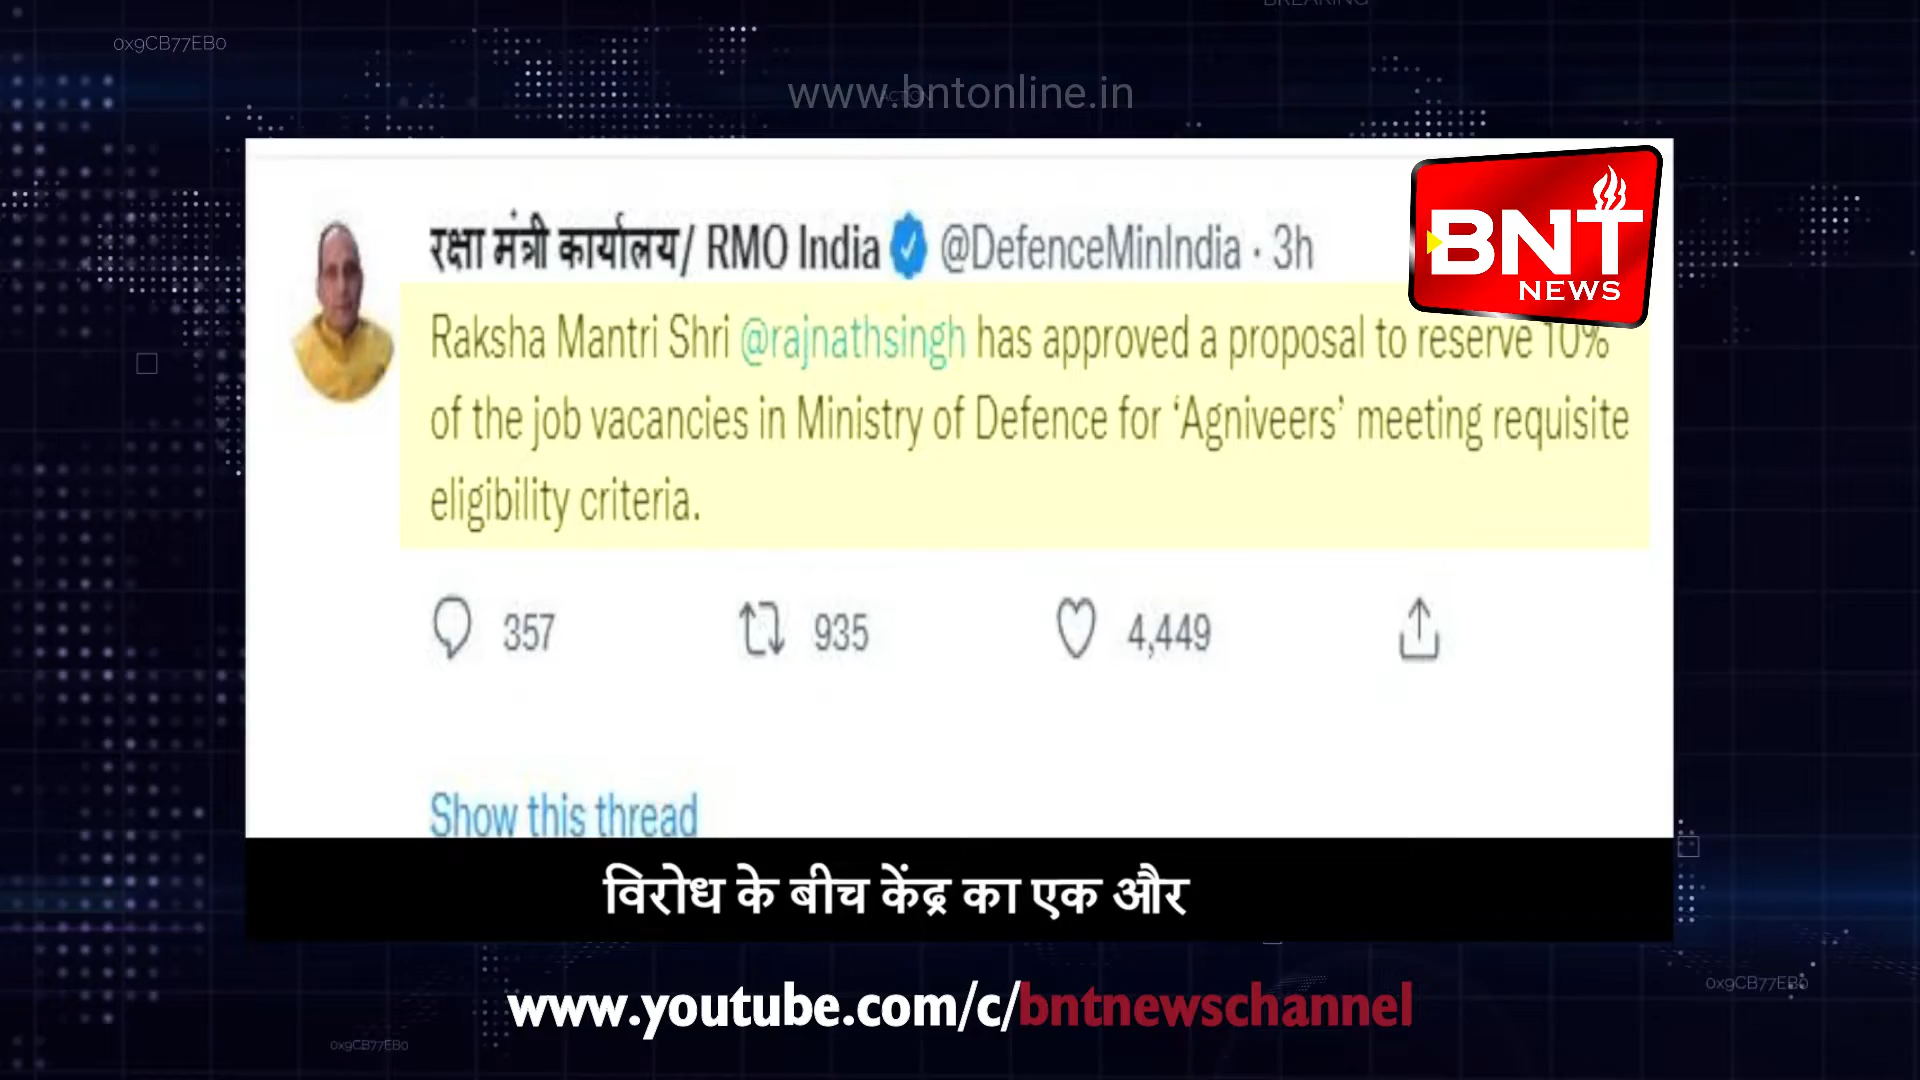 0x9CB77EB0
www.bntonline.in
BNT
NEWS
रक्षा मंत्री कार्यालय/ RMO India @DefenceMinIndia · 3h
Raksha Mantri Shri @rajnathsingh has approved a proposal to reserve 10%
of the job vacancies in Ministry of Defence for ‘Agniveers’ meeting requisite
eligibility criteria.
357 935 4,449
Show this thread
विरोध के बीच केंद्र का एक और
www.youtube.com/c/bntnewschannel
0x9CB77EB0
0x9CB77EB0